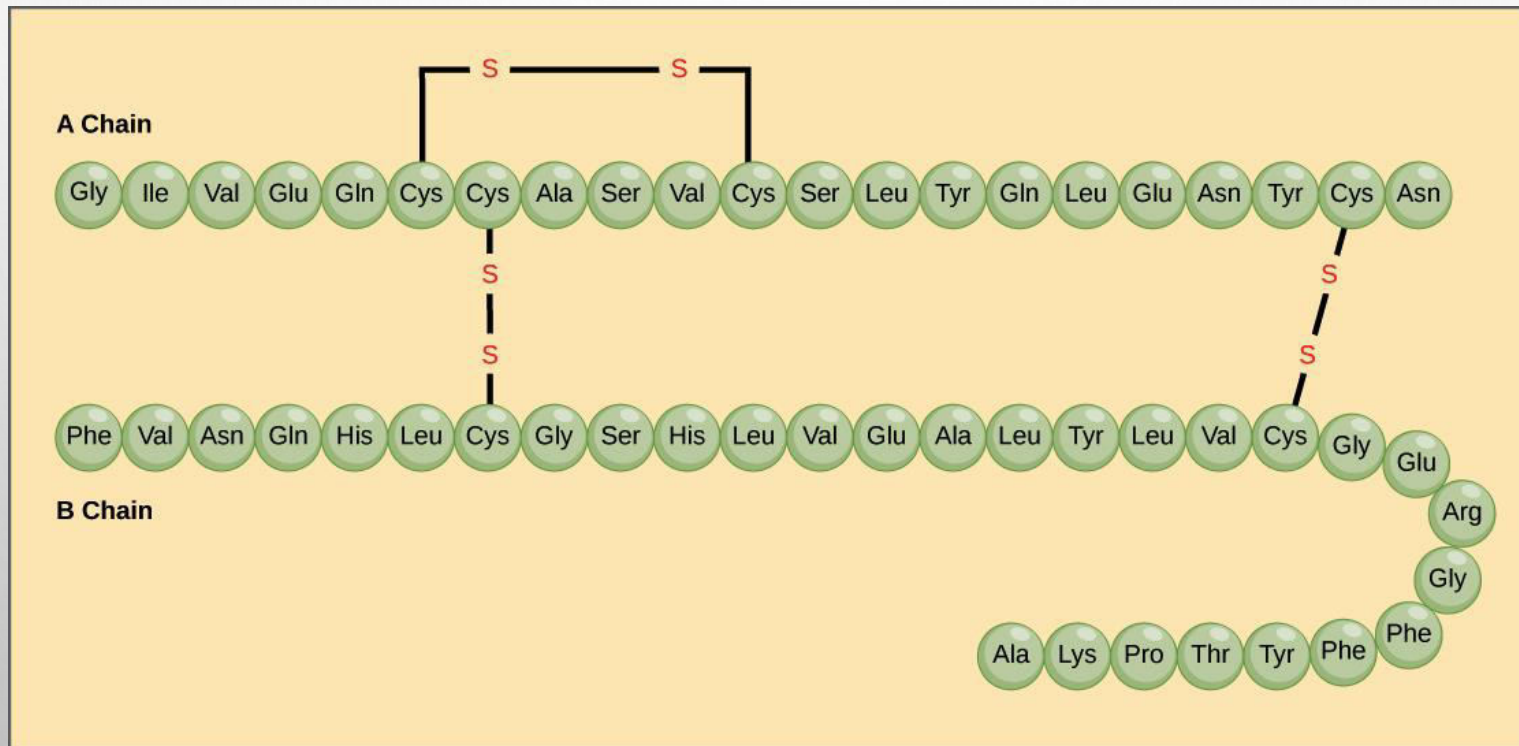 S S
A Chain
Gly Ile Val Glu Gln Cys Cys Ala Ser Val Cys Ser Leu Tyr Gln Leu Glu Asn Tyr Cys Asn
S S
S S
Phe Val Asn Gln His Leu Cys Gly Ser His Leu Val Glu Ala Leu Tyr Leu Val Cys Gly Glu
B Chain Arg
Gly
Ala Lys Pro Thr Tyr Phe Phe